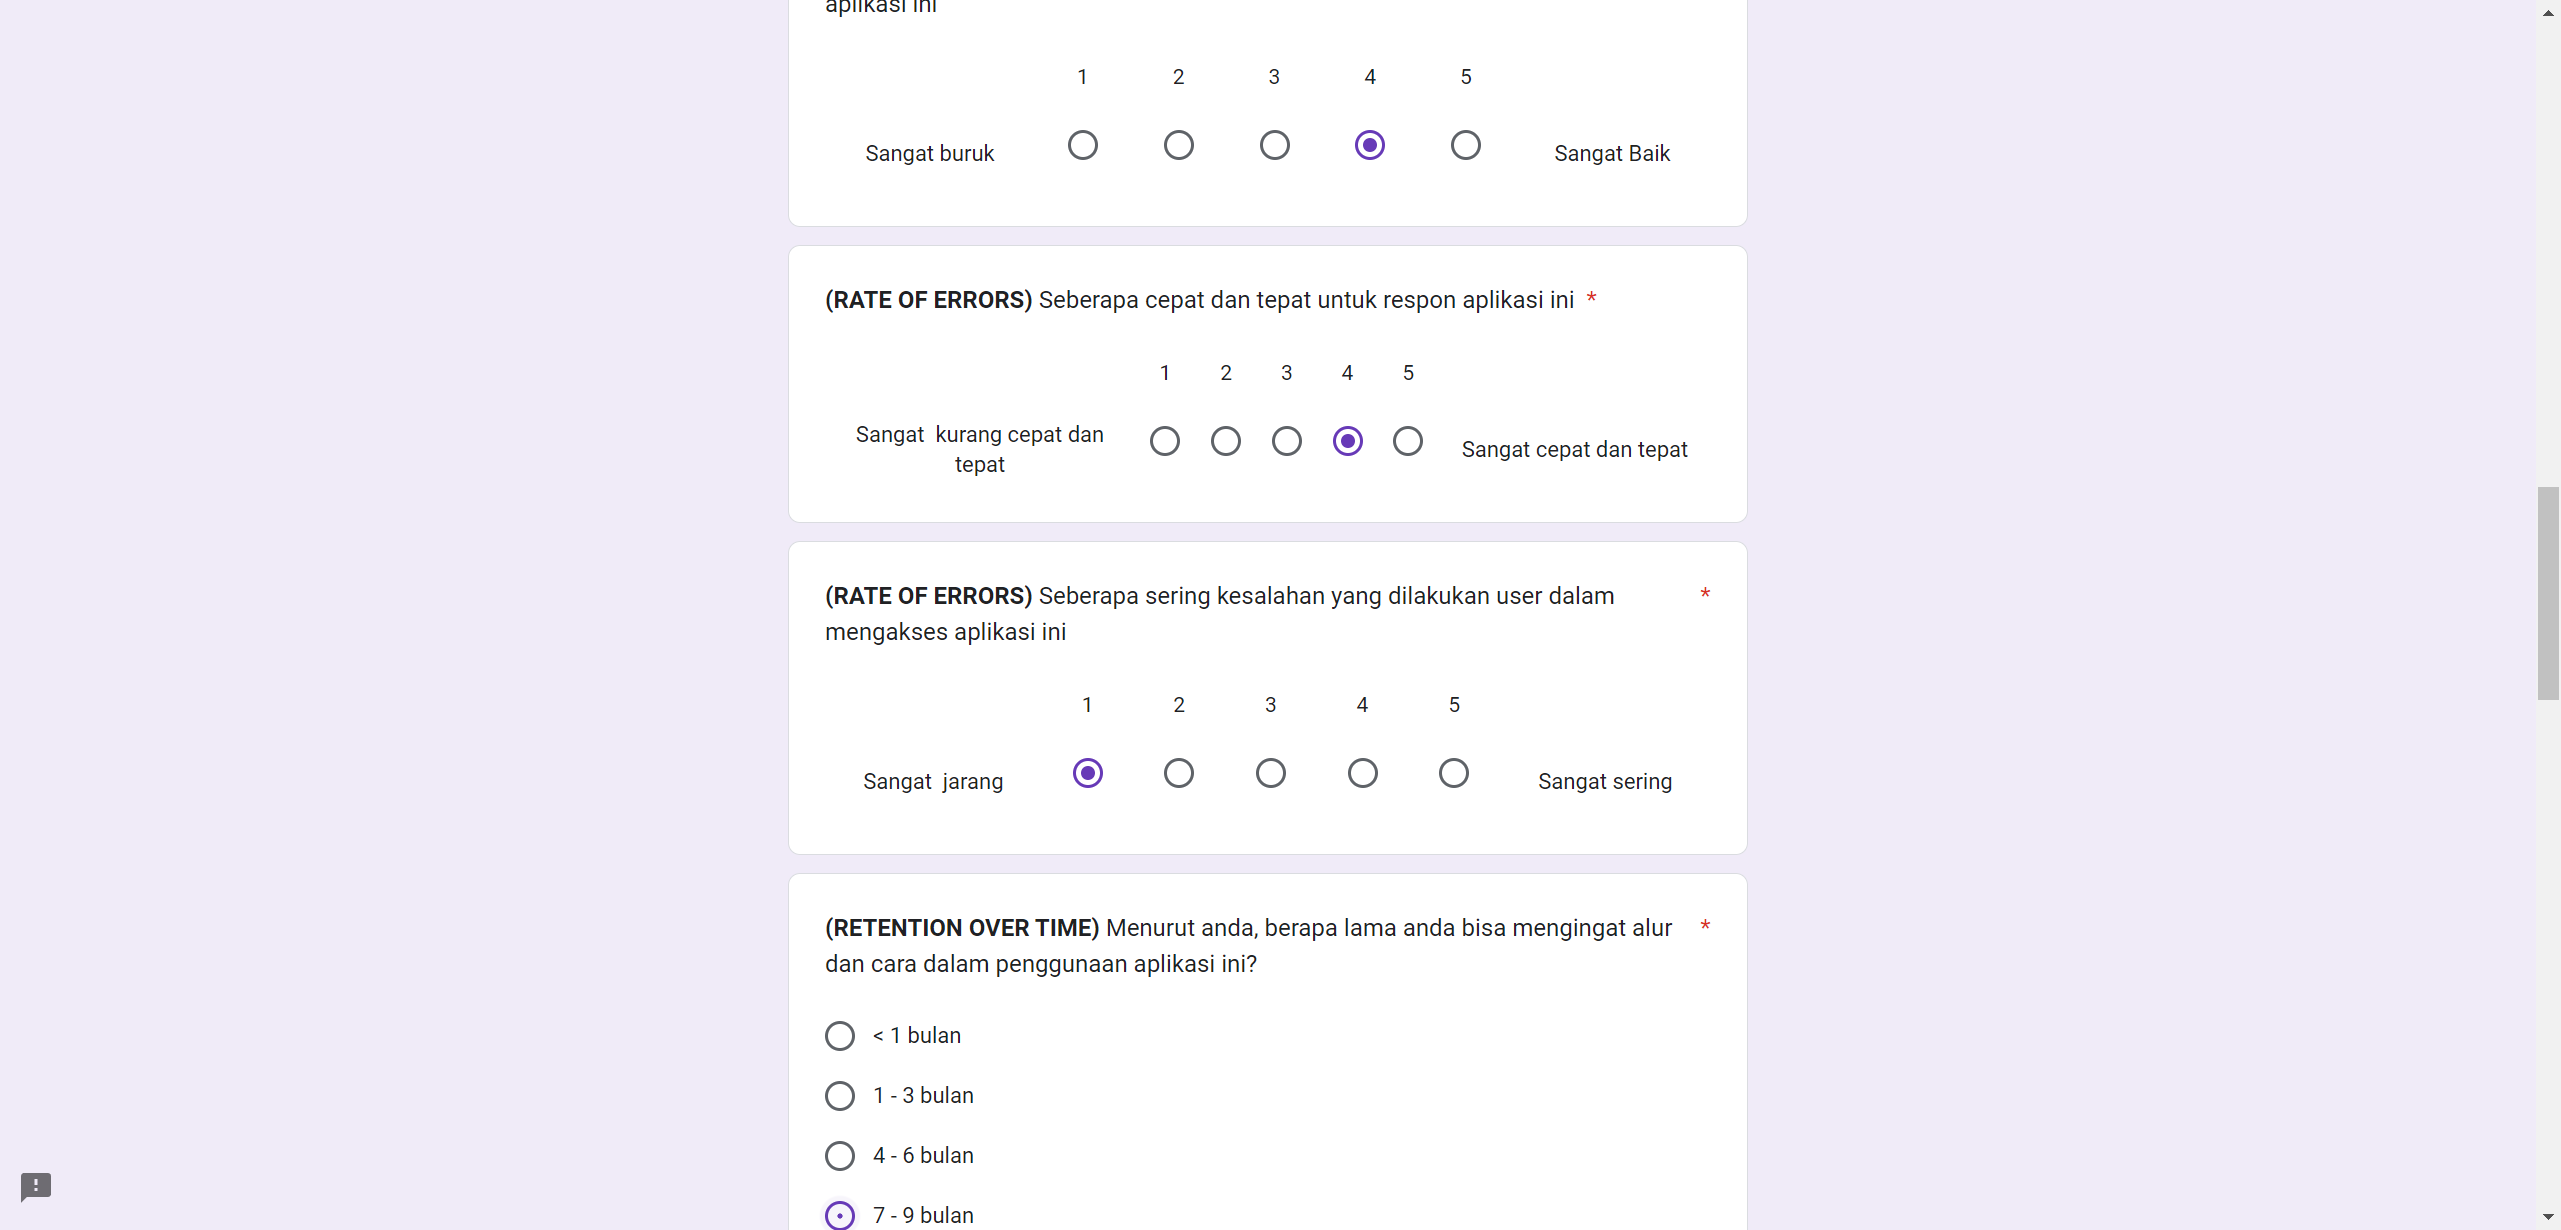 aplikasi ini
1 2 3 4 5
Sangat buruk Sangat Baik
(RATE OF ERRORS) Seberapa cepat dan tepat untuk respon aplikasi ini *
1 2 3 4 5
Sangat  kurang cepat dan
tepat
Sangat cepat dan tepat
(RATE OF ERRORS) Seberapa sering kesalahan yang dilakukan user dalam *
mengakses aplikasi ini
1 2 3 4 5
Sangat  jarang Sangat sering
(RETENTION OVER TIME) Menurut anda, berapa lama anda bisa mengingat alur *
dan cara dalam penggunaan aplikasi ini?
< 1 bulan
1 - 3 bulan
4 - 6 bulan
7 - 9 bulan